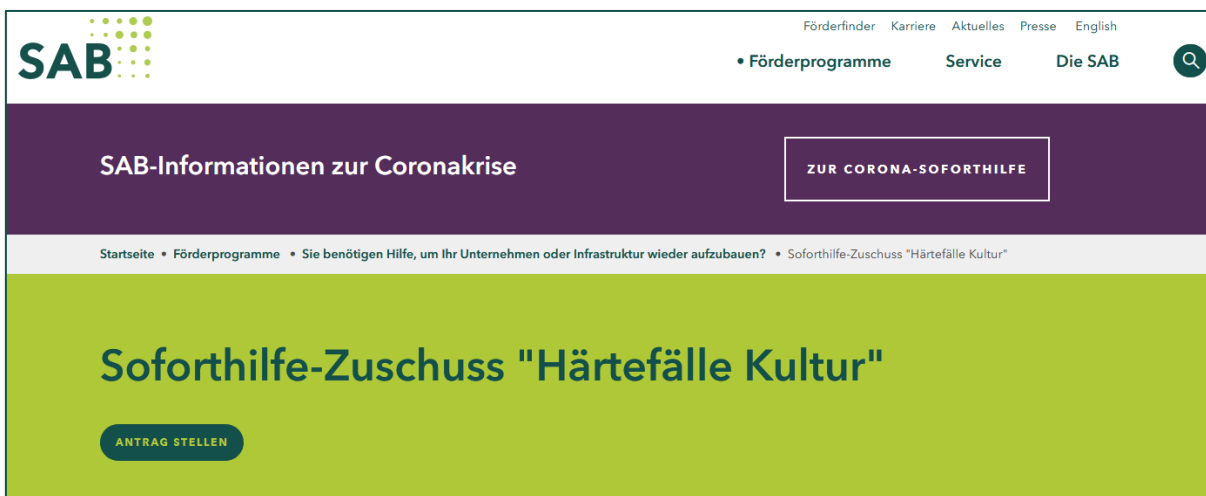 SAB
Förderfinder Karriere Aktuelles Presse English
• Förderprogramme Service Die SAB
SAB-Informationen zur Coronakrise
ZUR CORONA-SOFORTHILFE
Startseite • Förderprogramme • Sie benötigen Hilfe, um Ihr Unternehmen oder Infrastruktur wieder aufzubauen? • Soforthilfe-Zuschuss "Härtefälle Kultur"
Soforthilfe-Zuschuss "Härtefälle Kultur"
ANTRAG STELLEN